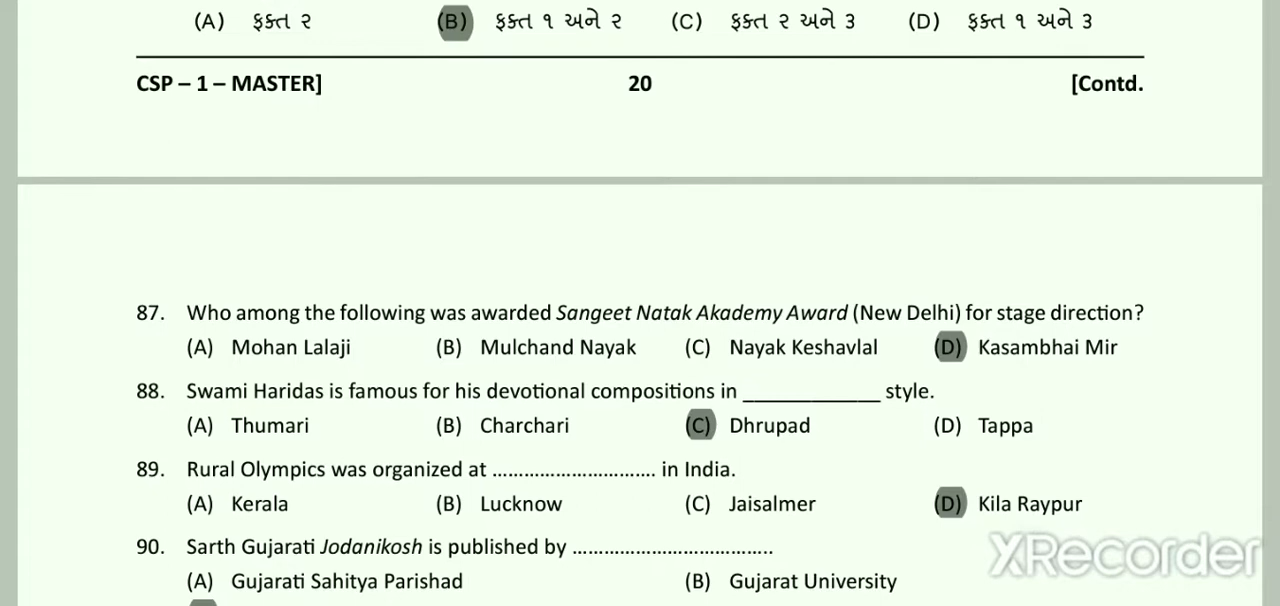 (A) ફક્ત ૨ (B) ફક્ત ૧ અને ૨ (C) ફક્ત ૨ અને ૩ (D) ફક્ત ૧ અને ૩
CSP – 1 – MASTER] 20 [Contd.
87. Who among the following was awarded Sangeet Natak Akademy Award (New Delhi) for stage direction?
(A) Mohan Lalaji (B) Mulchand Nayak (C) Nayak Keshavlal (D) Kasambhai Mir
88. Swami Haridas is famous for his devotional compositions in ____________ style.
(A) Thumari (B) Charchari (C) Dhrupad (D) Tappa
89. Rural Olympics was organized at ............................... in India.
(A) Kerala (B) Lucknow (C) Jaisalmer (D) Kila Raypur
90. Sarth Gujarati Jodanikosh is published by ......................................
(A) Gujarati Sahitya Parishad (B) Gujarat University
XRecorder